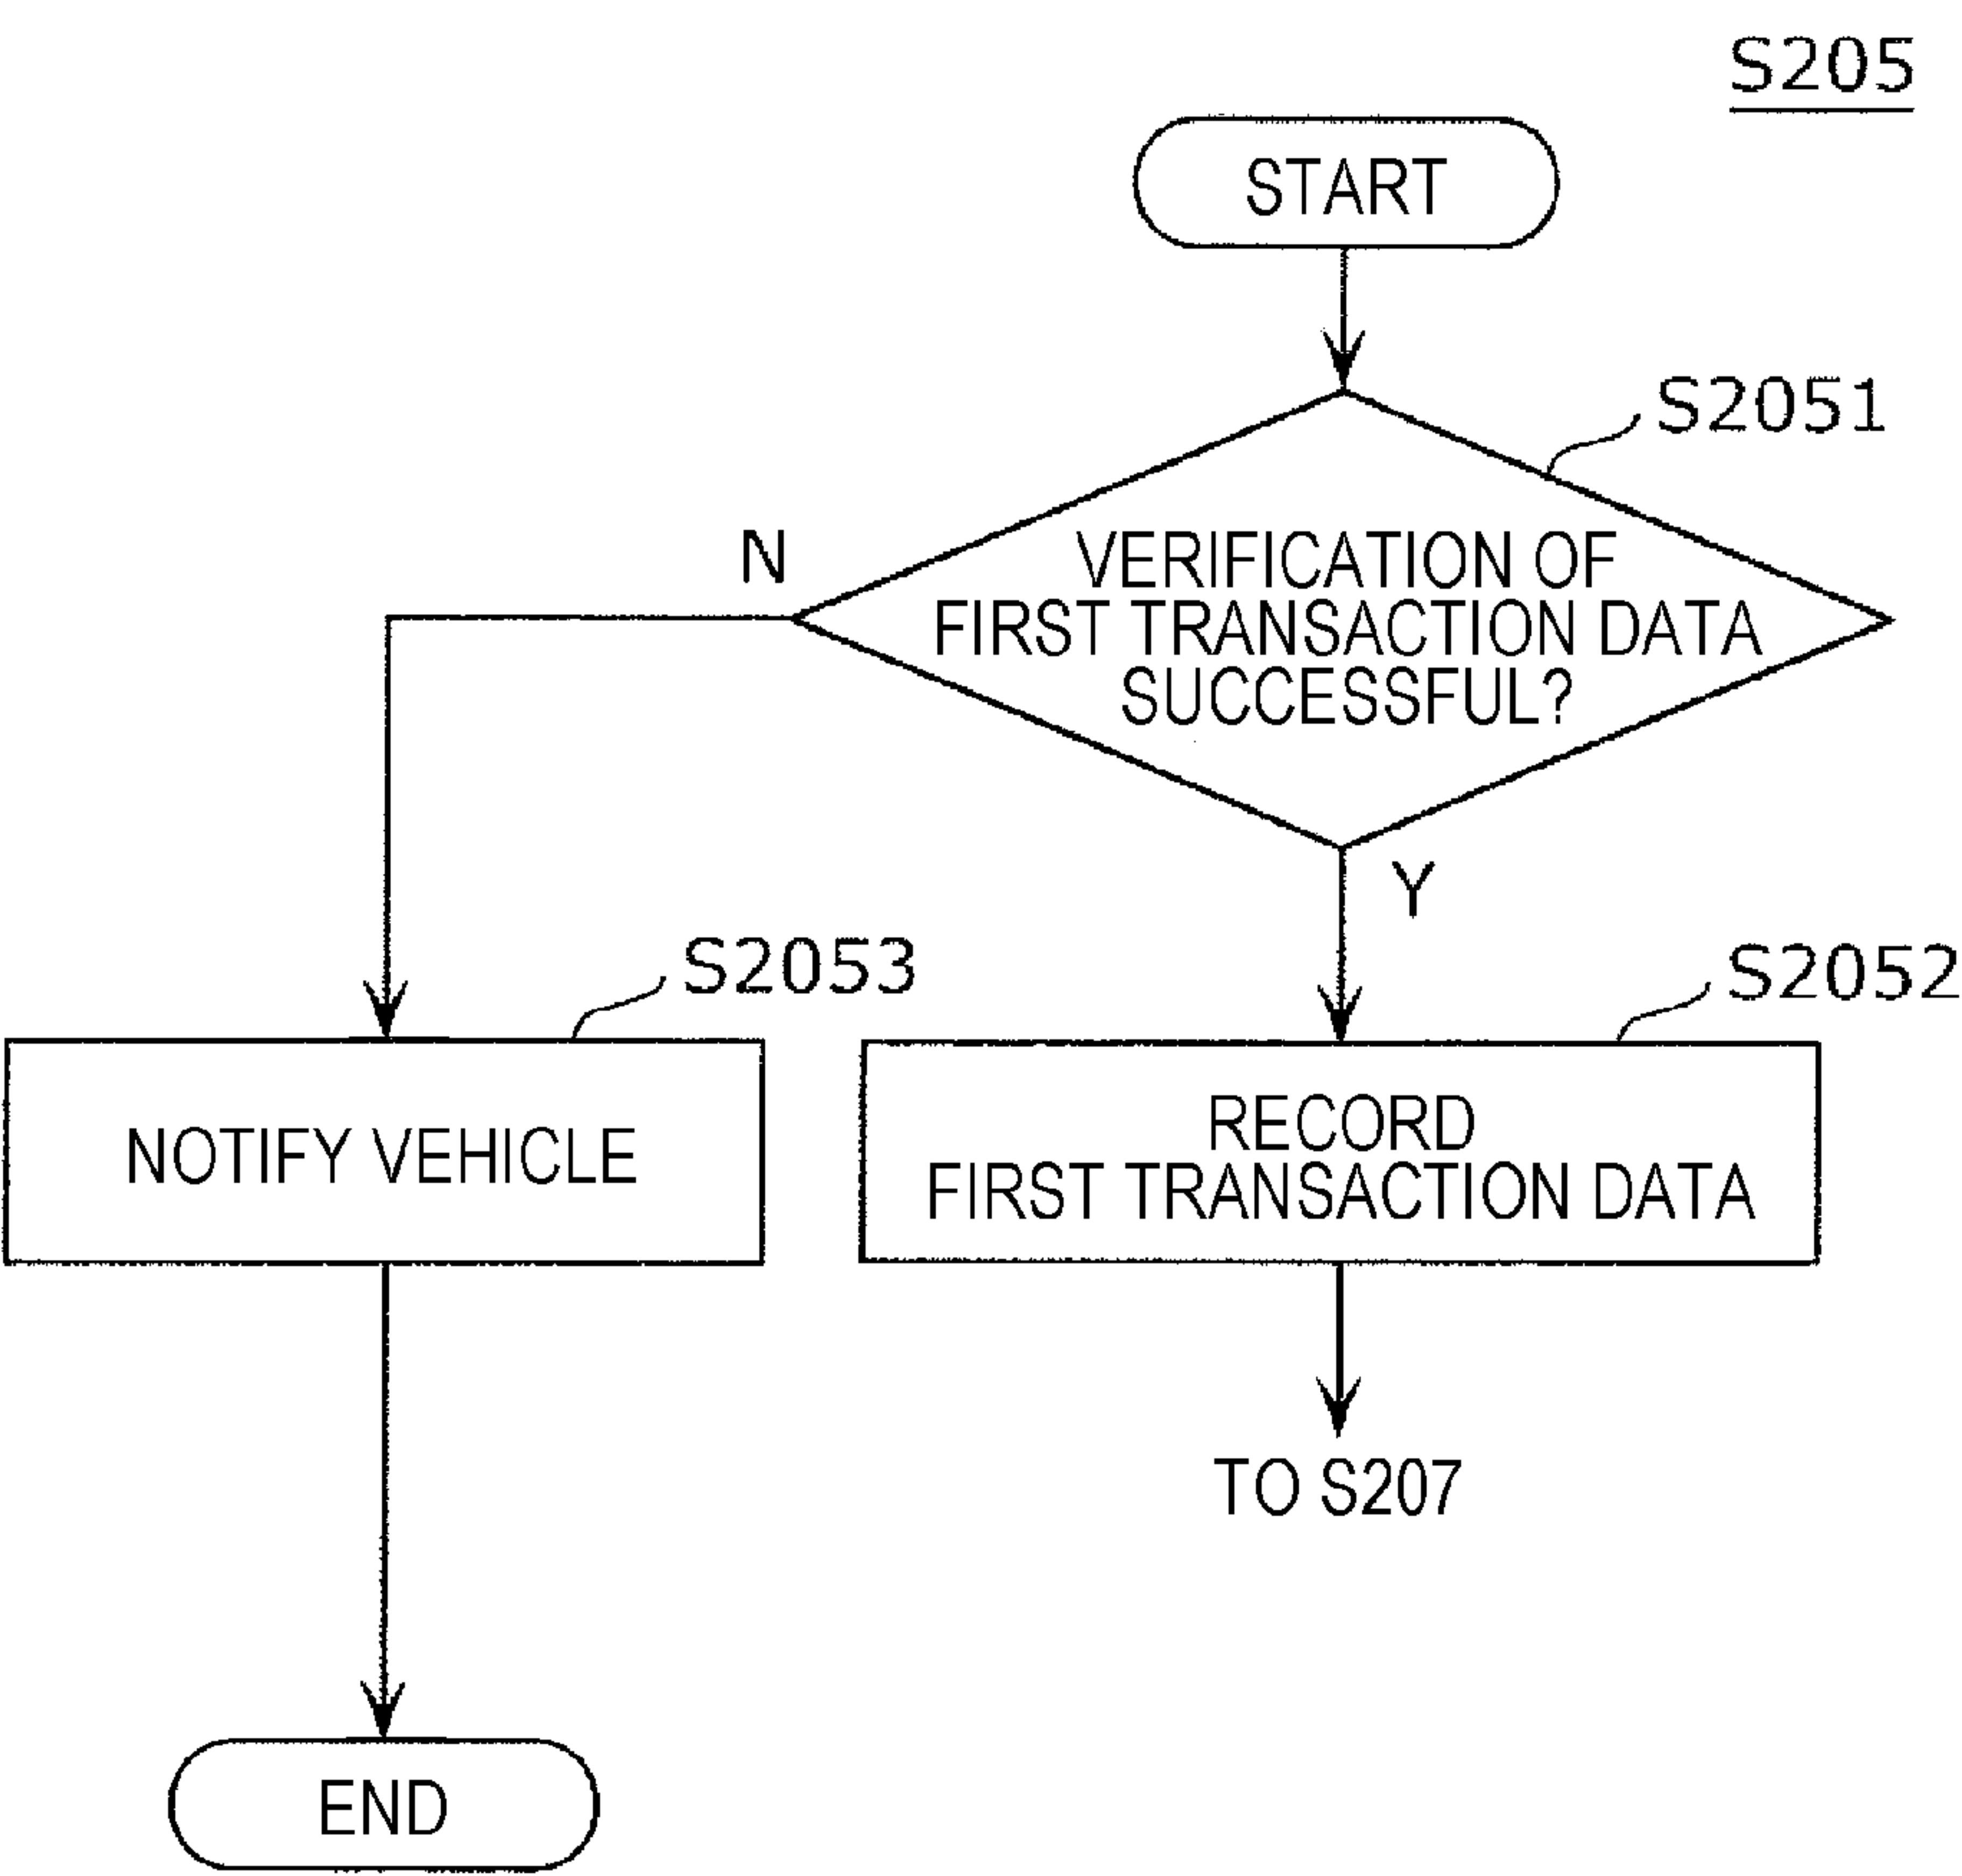 S205
START
S2051
N
VERIFICATION OF
FIRST TRANSACTION DATA
SUCCESSFUL?
Y
S2053
S2052
NOTIFY VEHICLE
RECORD
FIRST TRANSACTION DATA
TO S207
END